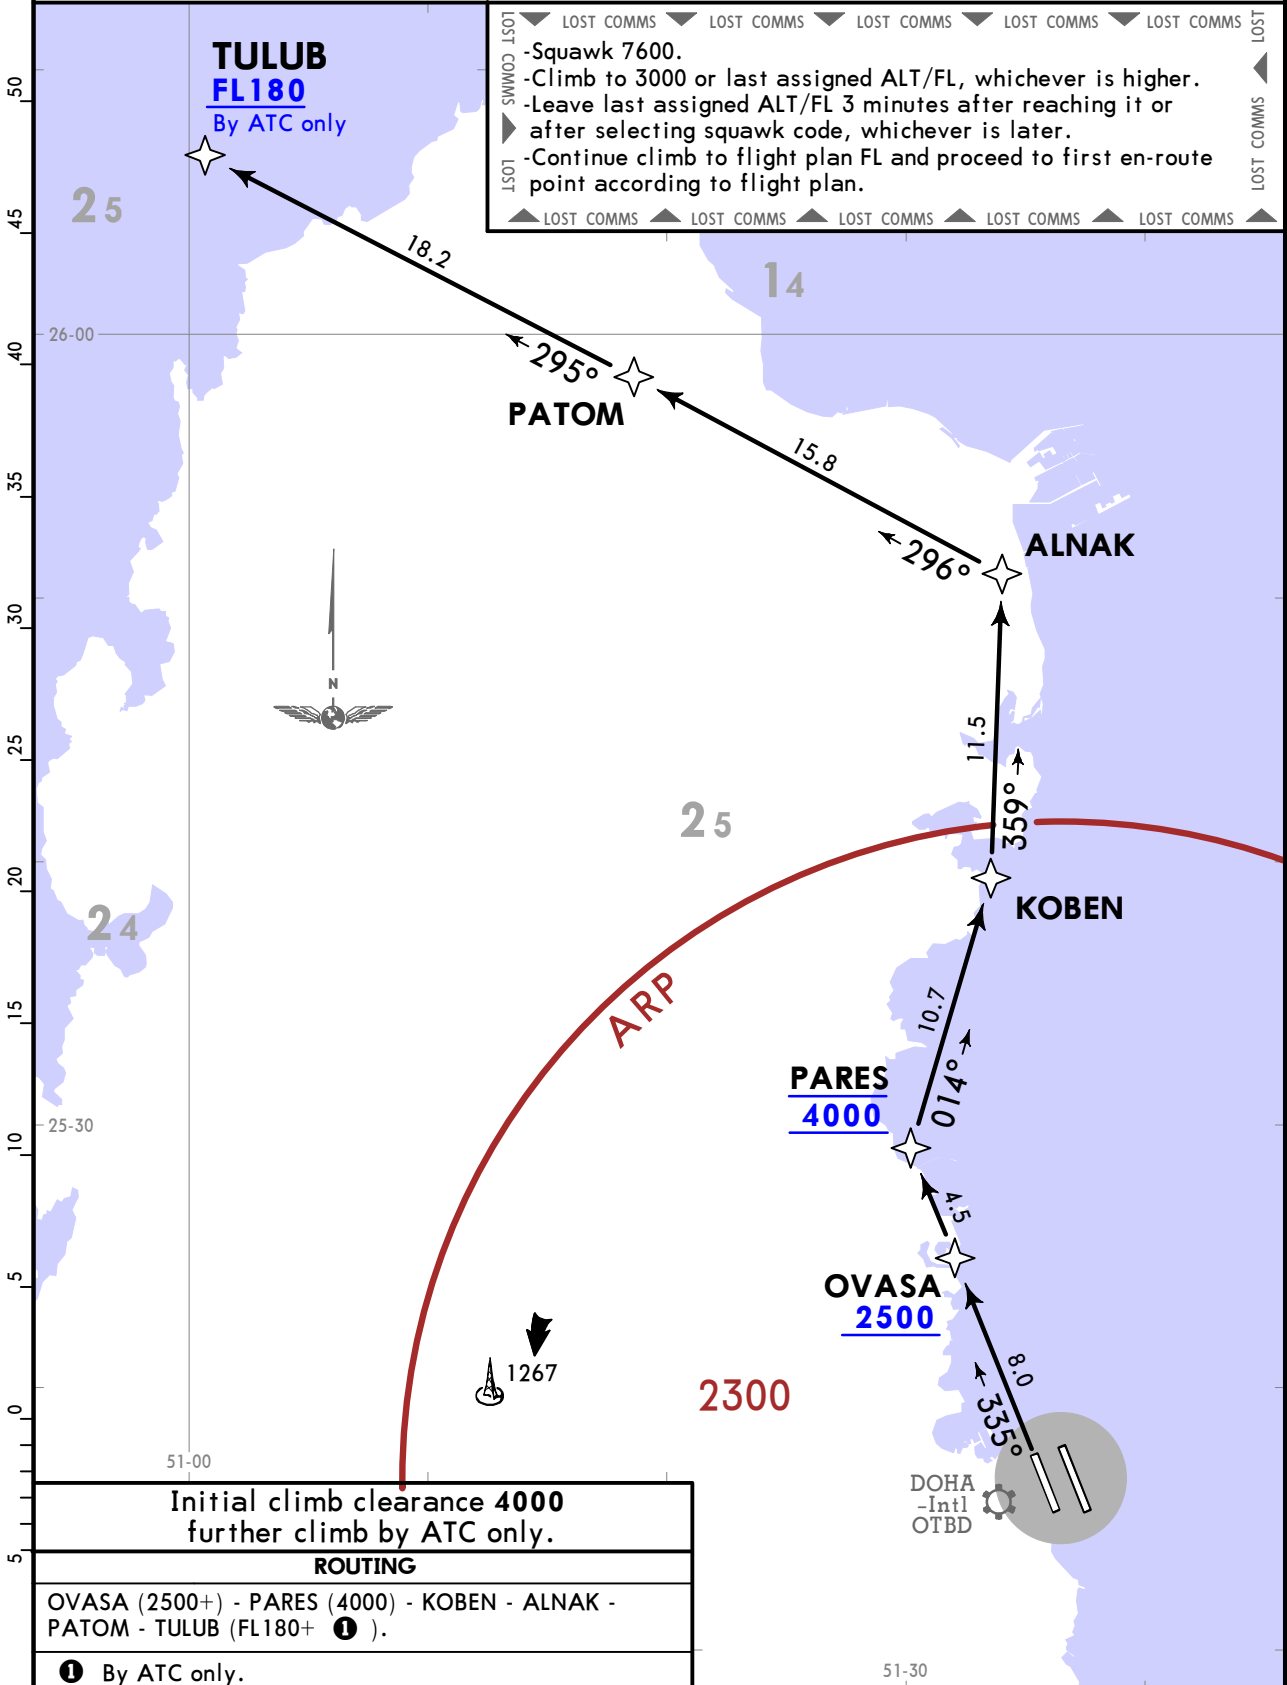 LOST COMMS LOST COMMS LOST COMMS LOST COMMS LOST COMMS
LOST COMMS LOST
LOST LOST COMMS
-Squawk 7600.
-Climb to 3000 or last assigned ALT/FL, whichever is higher.
-Leave last assigned ALT/FL 3 minutes after reaching it or
after selecting squawk code, whichever is later.
-Continue climb to flight plan FL and proceed to first en-route
point according to flight plan.
LOST COMMS LOST COMMS LOST COMMS LOST COMMS LOST COMMS
TULUB
FL180
By ATC only
50
45
40
35
30
25
20
15
10
5
0
5
25
14
18.2
26-00
295°
PATOM
15.8
296°
ALNAK
N
11.5
359°
25
KOBEN
24
ARP
10.7
014°
PARES
4000
25-30
4.5
OVASA
2500
8.0
335°
1267
2300
51-00
DOHA
-Intl
OTBD
Initial climb clearance 4000
further climb by ATC only.
ROUTING
OVASA (2500+) - PARES (4000) - KOBEN - ALNAK -
PATOM - TULUB (FL180+ 1 ).
1 By ATC only.
51-30